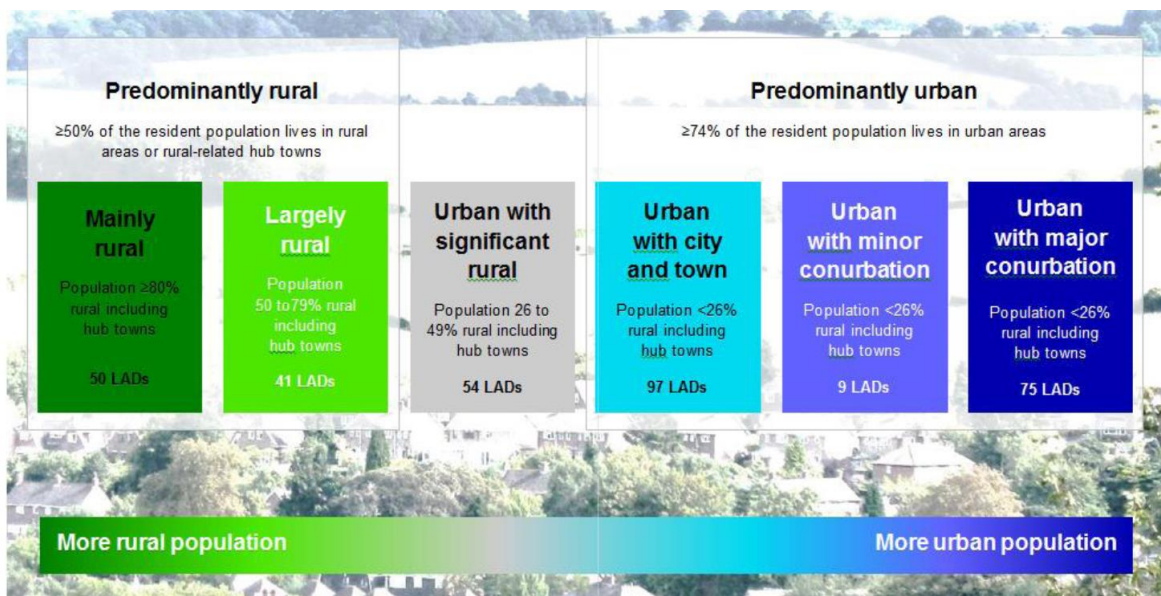 Predominantly rural
≥50% of the resident population lives in rural
areas or rural-related hub towns
Predominantly urban
≥74% of the resident population lives in urban areas
Mainly
rural
Population ≥80%
rural including
hub towns
50 LADs
Largely
rural
Population
50 to79% rural
including
hub towns
41 LADs
Urban with
significant
rural
Population 26 to
49% rural including
hub towns
54 LADs
Urban
with city
and town
Population <26%
rural including
hub towns
97 LADs
Urban
with minor
conurbation
Population <26%
rural including
hub towns
9 LADs
Urban
with major
conurbation
Population <26%
rural including
hub towns
75 LADs
More rural population
More urban population